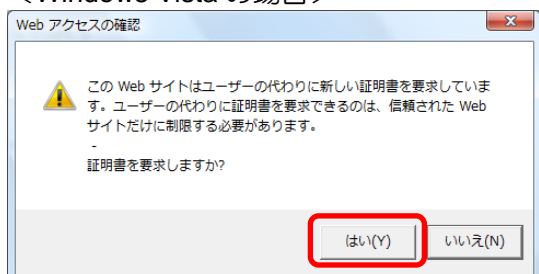 <Windows Vista の場合>
Web アクセスの確認
この Web サイトはユーザーの代わりに新しい証明書を要求していま
す。ユーザーの代わりに証明書を要求できるのは、信頼された Web
サイトだけに制限する必要があります。
-
証明書を要求しますか?
はい(Y)
いいえ(N)